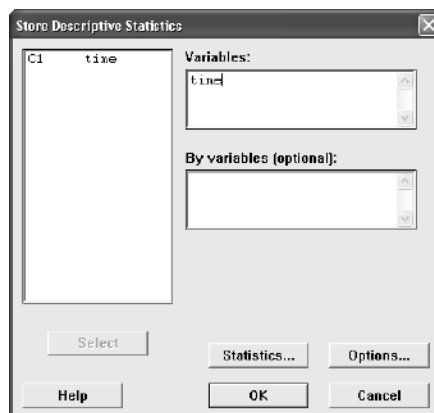 Store Descriptive Statistics
C1 time
Variables:
time
By variables (optional):
Select
Statistics...
Options...
Help
OK
Cancel